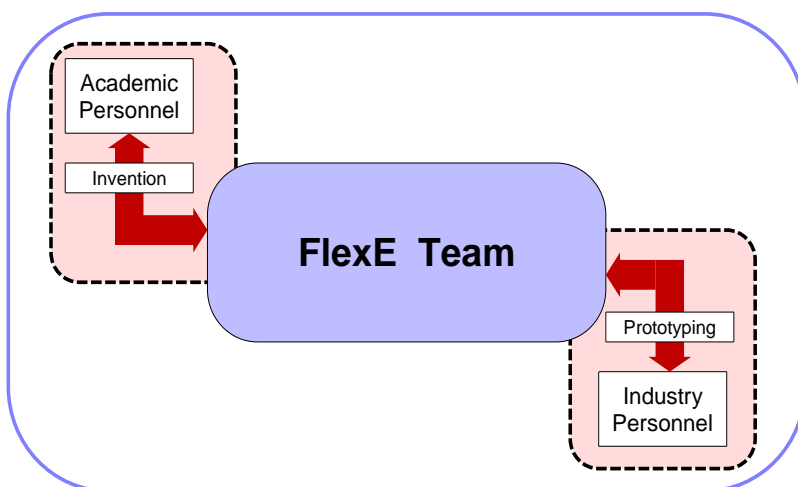 Academic
Personnel
Invention
FlexE Team
Prototyping
Industry
Personnel